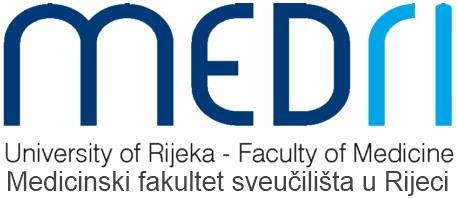 MEDRI
University of Rijeka - Faculty of Medicine
Medicinski fakultet sveučilišta u Rijeci